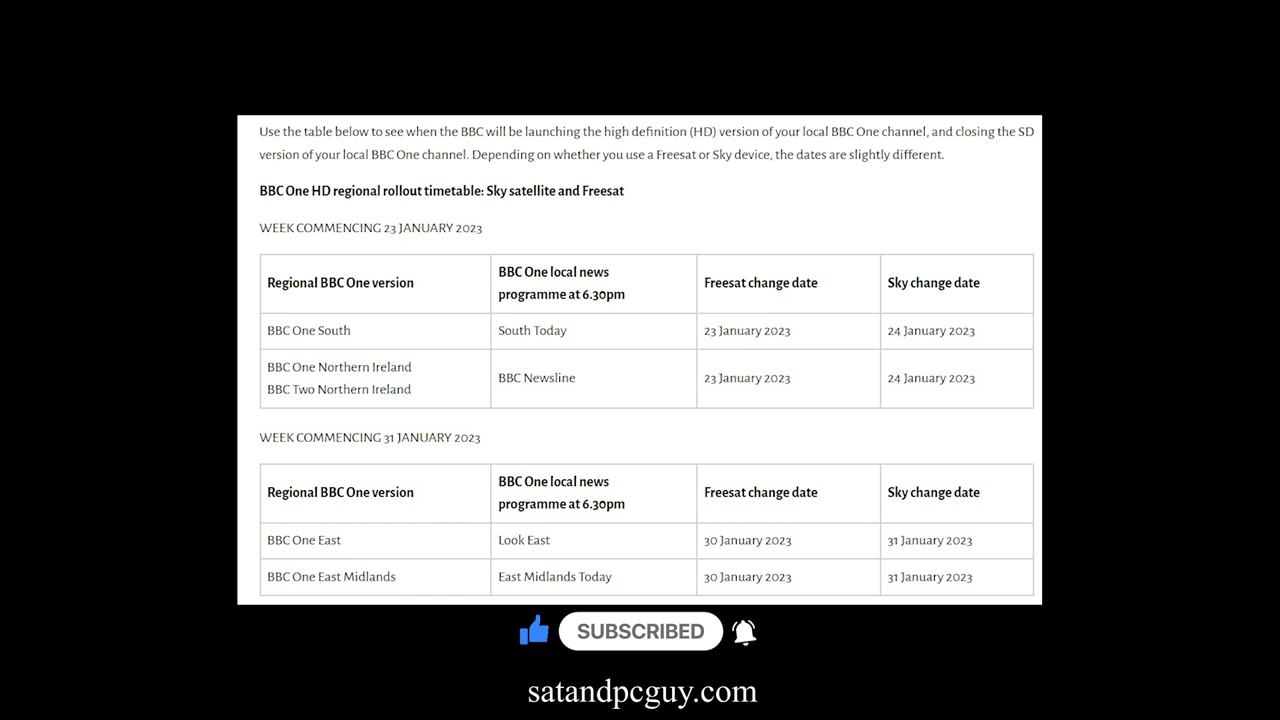 Use the table below to see when the BBC will be launching the high definition (HD) version of your local BBC One channel, and closing the SD
version of your local BBC One channel. Depending on whether you use a Freesat or Sky device, the dates are slightly different.
BBC One HD regional rollout timetable: Sky satellite and Freesat
WEEK COMMENCING 23 JANUARY 2023
Regional BBC One version
BBC One local news
programme at 6.30pm
Freesat change date
Sky change date
BBC One South
South Today
23 January 2023
24 January 2023
BBC One Northern Ireland
BBC Two Northern Ireland
BBC Newsline
23 January 2023
24 January 2023
WEEK COMMENCING 31 JANUARY 2023
Regional BBC One version
BBC One local news
programme at 6.30pm
Freesat change date
Sky change date
BBC One East
Look East
30 January 2023
31 January 2023
BBC One East Midlands
East Midlands Today
30 January 2023
31 January 2023
SUBSCRIBED
satandpcguy.com